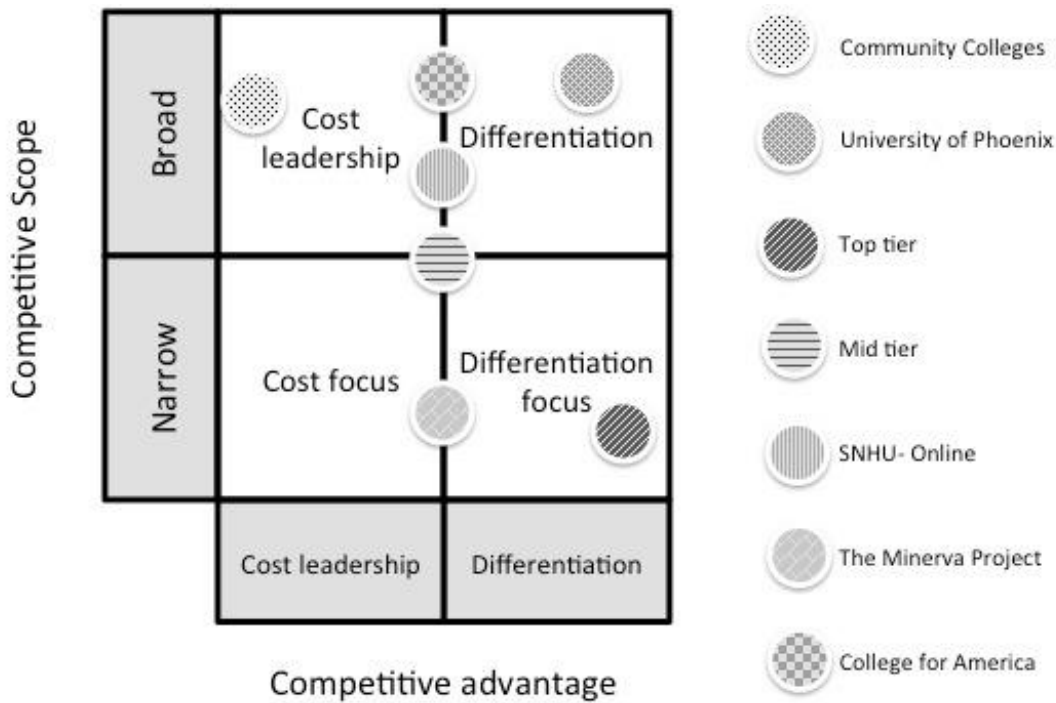 Competitive Scope
Broad
Narrow
Cost
leadership
Differentiation
Cost focus
Differentiation
focus
Cost leadership
Differentiation
Competitive advantage
Community Colleges
University of Phoenix
Top tier
Mid tier
SNHU- Online
The Minerva Project
College for America